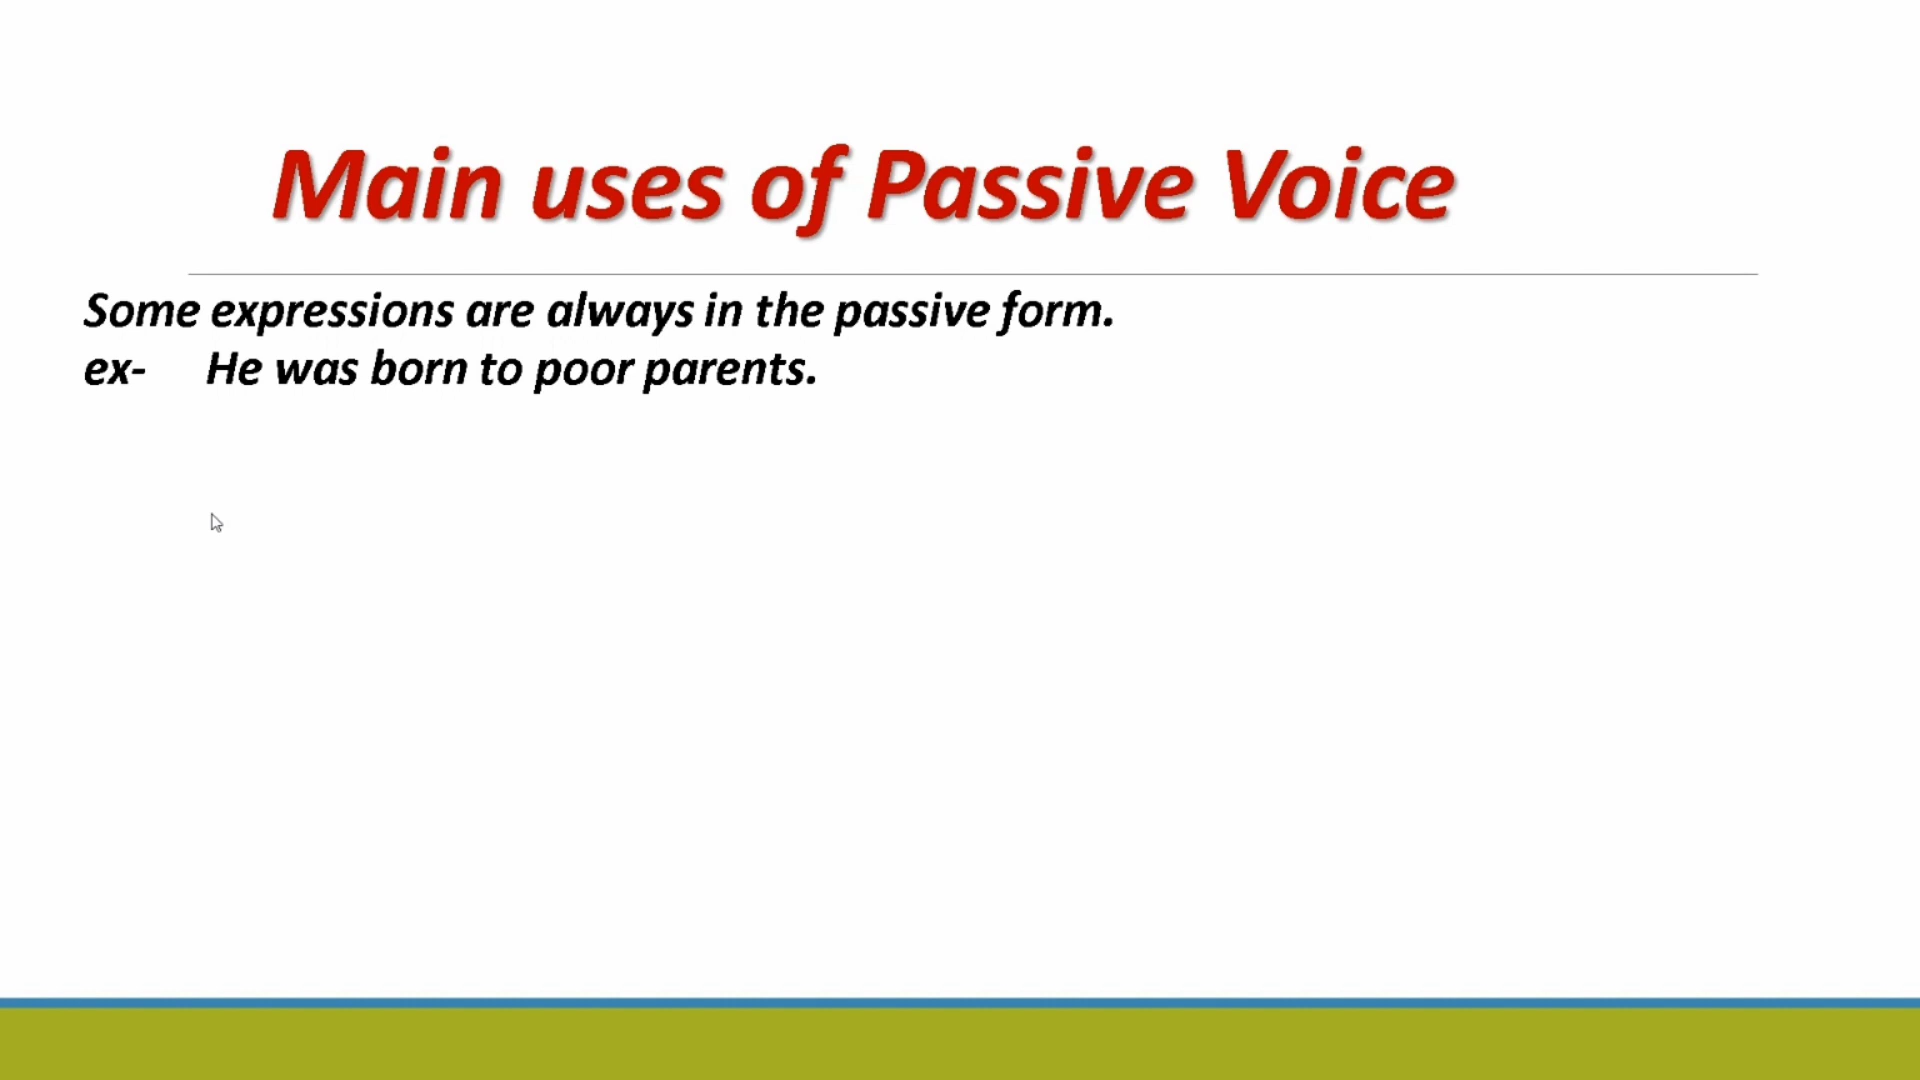 Main uses of Passive Voice
Some expressions are always in the passive form.
ex- He was born to poor parents.